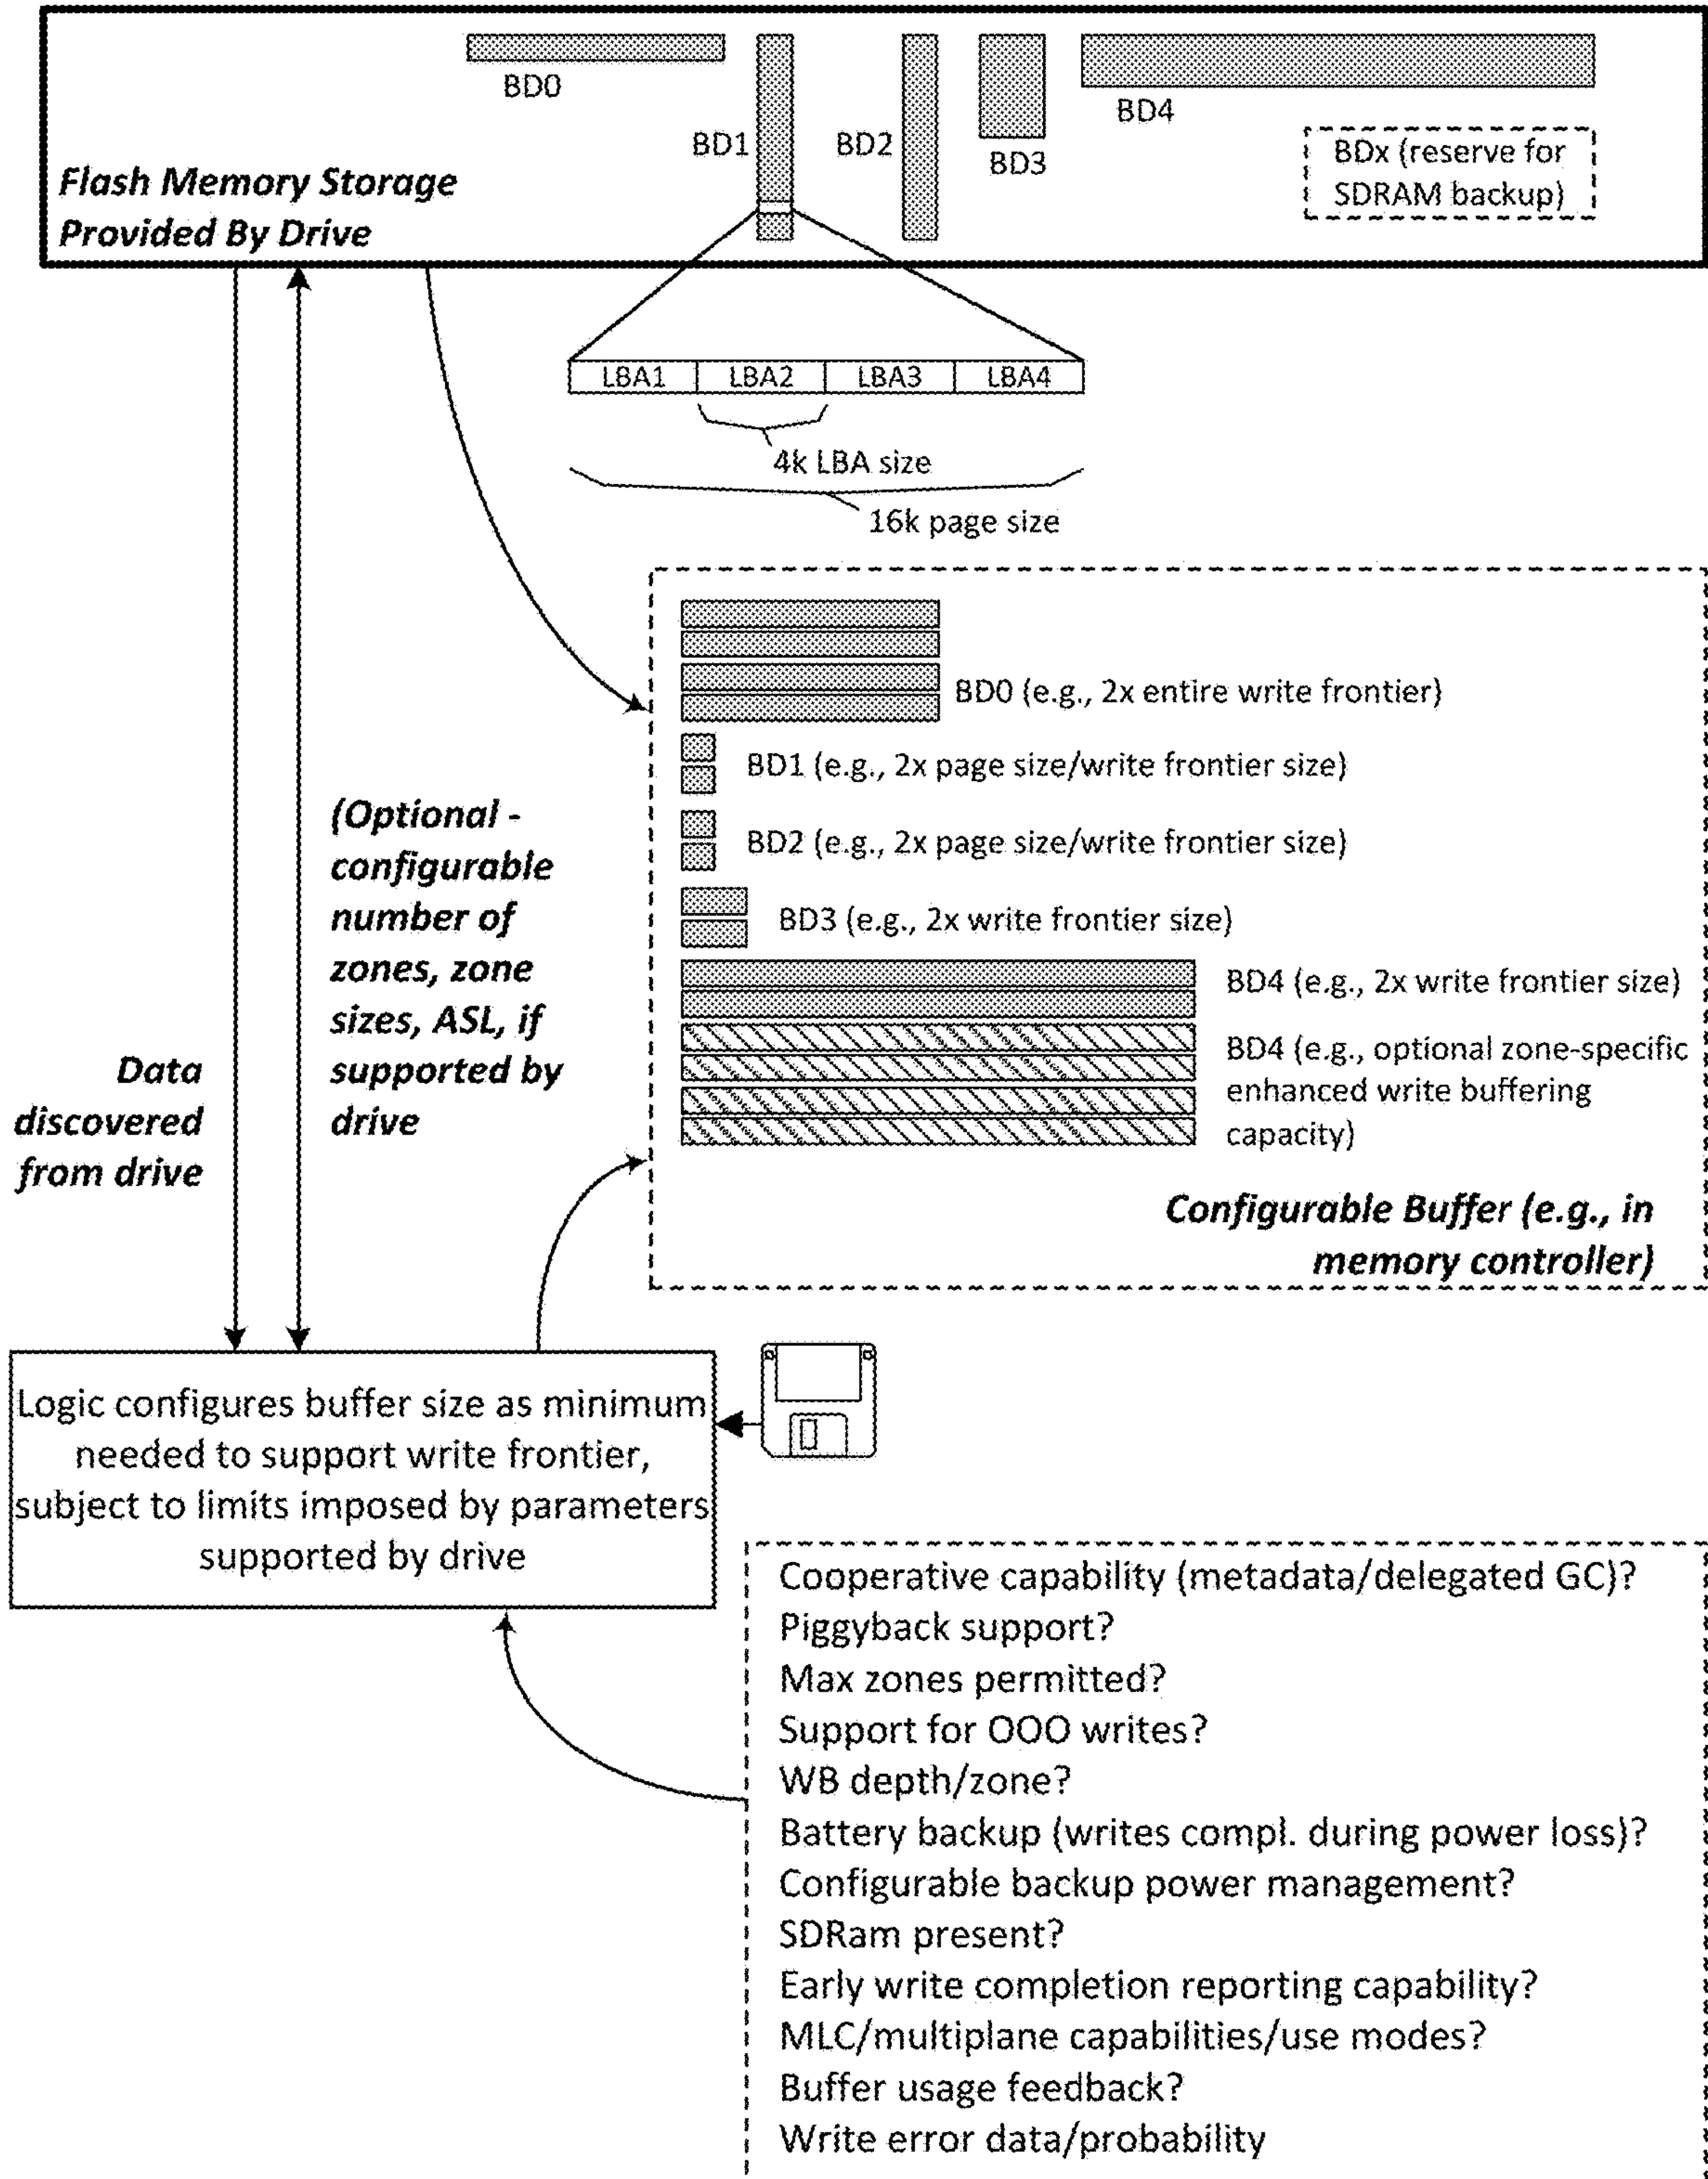 BD0
BD1
BD2
BD3
BD4
BDx (reserve for
SDRAM backup)
Flash Memory Storage
Provided By Drive
LBA1 LBA2 LBA3 LBA4
4k LBA size
16k page size
BD0 (e.g., 2x entire write frontier)
BD1 (e.g., 2x page size/write frontier size)
BD2 (e.g., 2x page size/write frontier size)
BD3 (e.g., 2x write frontier size)
BD4 (e.g., 2x write frontier size)
BD4 (e.g., optional zone-specific
enhanced write buffering
capacity)
Configurable Buffer (e.g., in
memory controller)
(Optional -
configurable
number of
zones, zone
sizes, ASL, if
supported by
drive
Data
discovered
from drive
Logic configures buffer size as minimum
needed to support write frontier,
subject to limits imposed by parameters
supported by drive
Cooperative capability (metadata/delegated GC)?
Piggyback support?
Max zones permitted?
Support for OOO writes?
WB depth/zone?
Battery backup (writes compl. during power loss)?
Configurable backup power management?
SDRam present?
Early write completion reporting capability?
MLC/multiplane capabilities/use modes?
Buffer usage feedback?
Write error data/probability